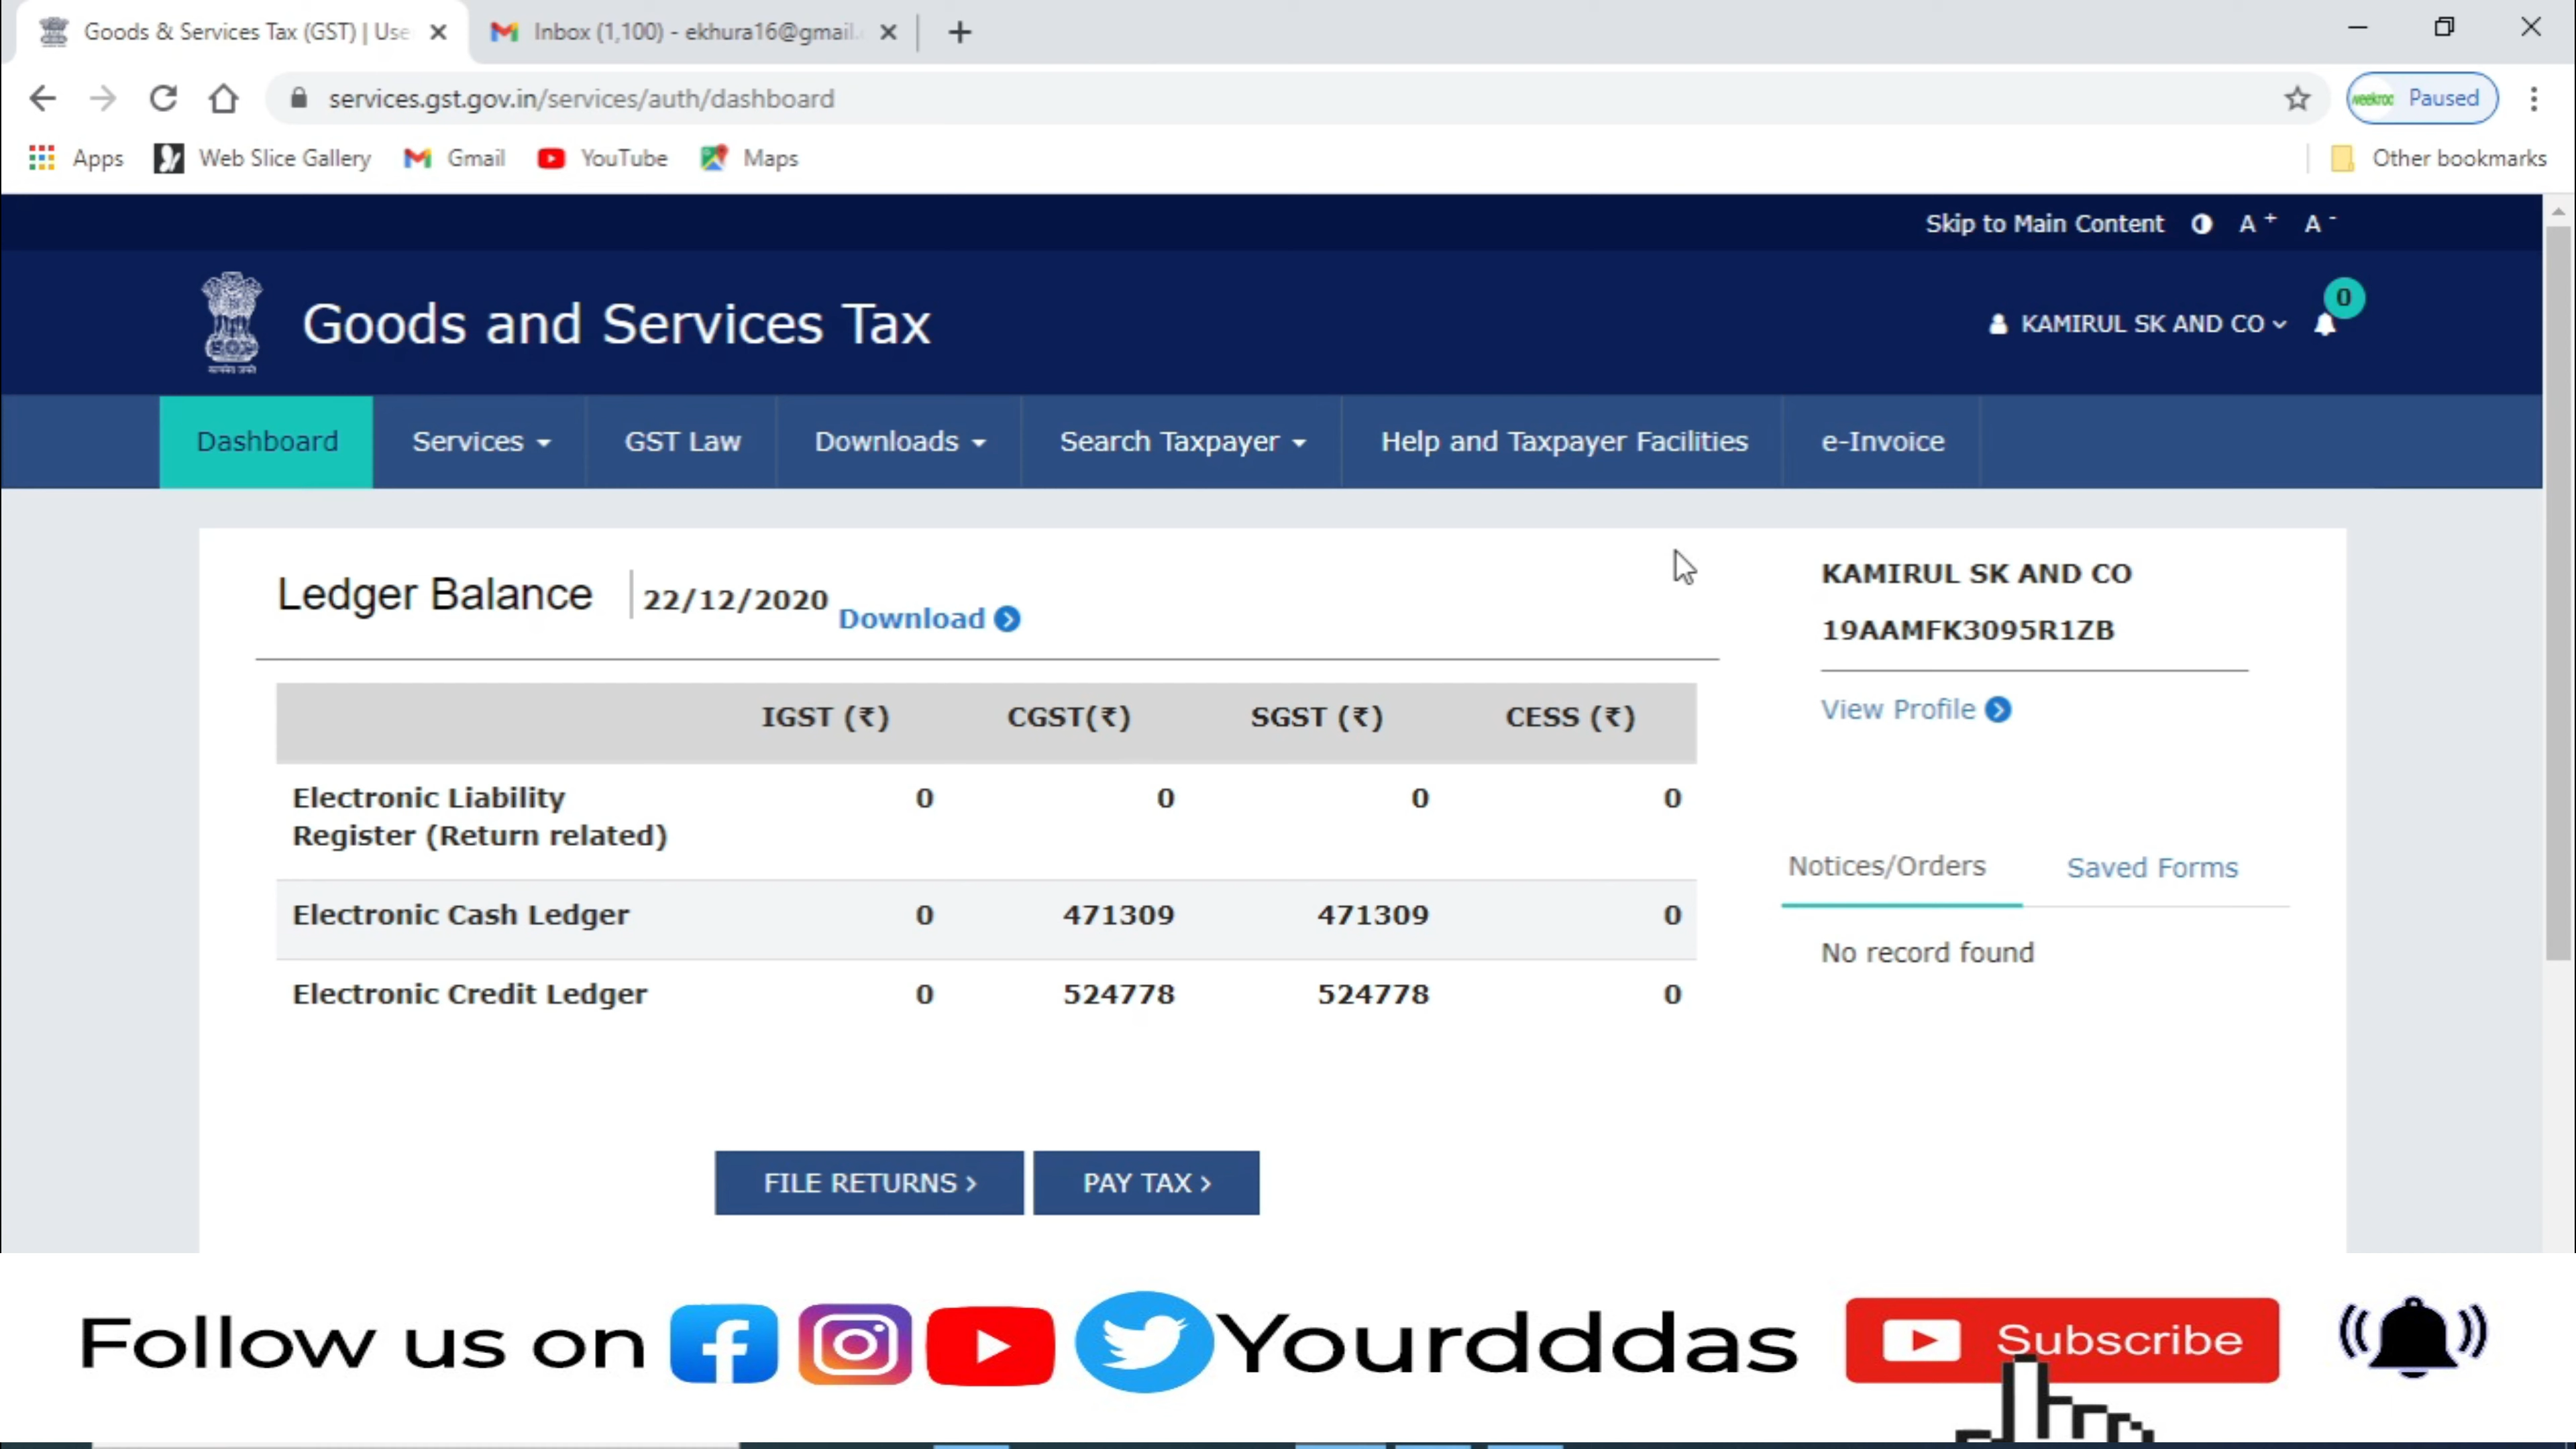 Goods & Services Tax (GST) | Use
Inbox (1,100) - ekhura16@gmail.
services.gst.gov.in/services/auth/dashboard
Paused
Apps
Web Slice Gallery
Gmail
YouTube
Maps
Other bookmarks
Skip to Main Content
A +
A -
Goods and Services Tax
KAMIRUL SK AND CO
0
Dashboard
Services
GST Law
Downloads
Search Taxpayer
Help and Taxpayer Facilities
e-Invoice
Ledger Balance
22/12/2020
Download
KAMIRUL SK AND CO
19AAMFK3095R1ZB
View Profile
IGST (₹) CGST(₹) SGST (₹) CESS (₹)
Electronic Liability
Register (Return related) 0 0 0 0
Electronic Cash Ledger 0 471309 471309 0
Electronic Credit Ledger 0 524778 524778 0
Notices/Orders
Saved Forms
No record found
FILE RETURNS >
PAY TAX >
Follow us on
Yourdddas
Subscribe